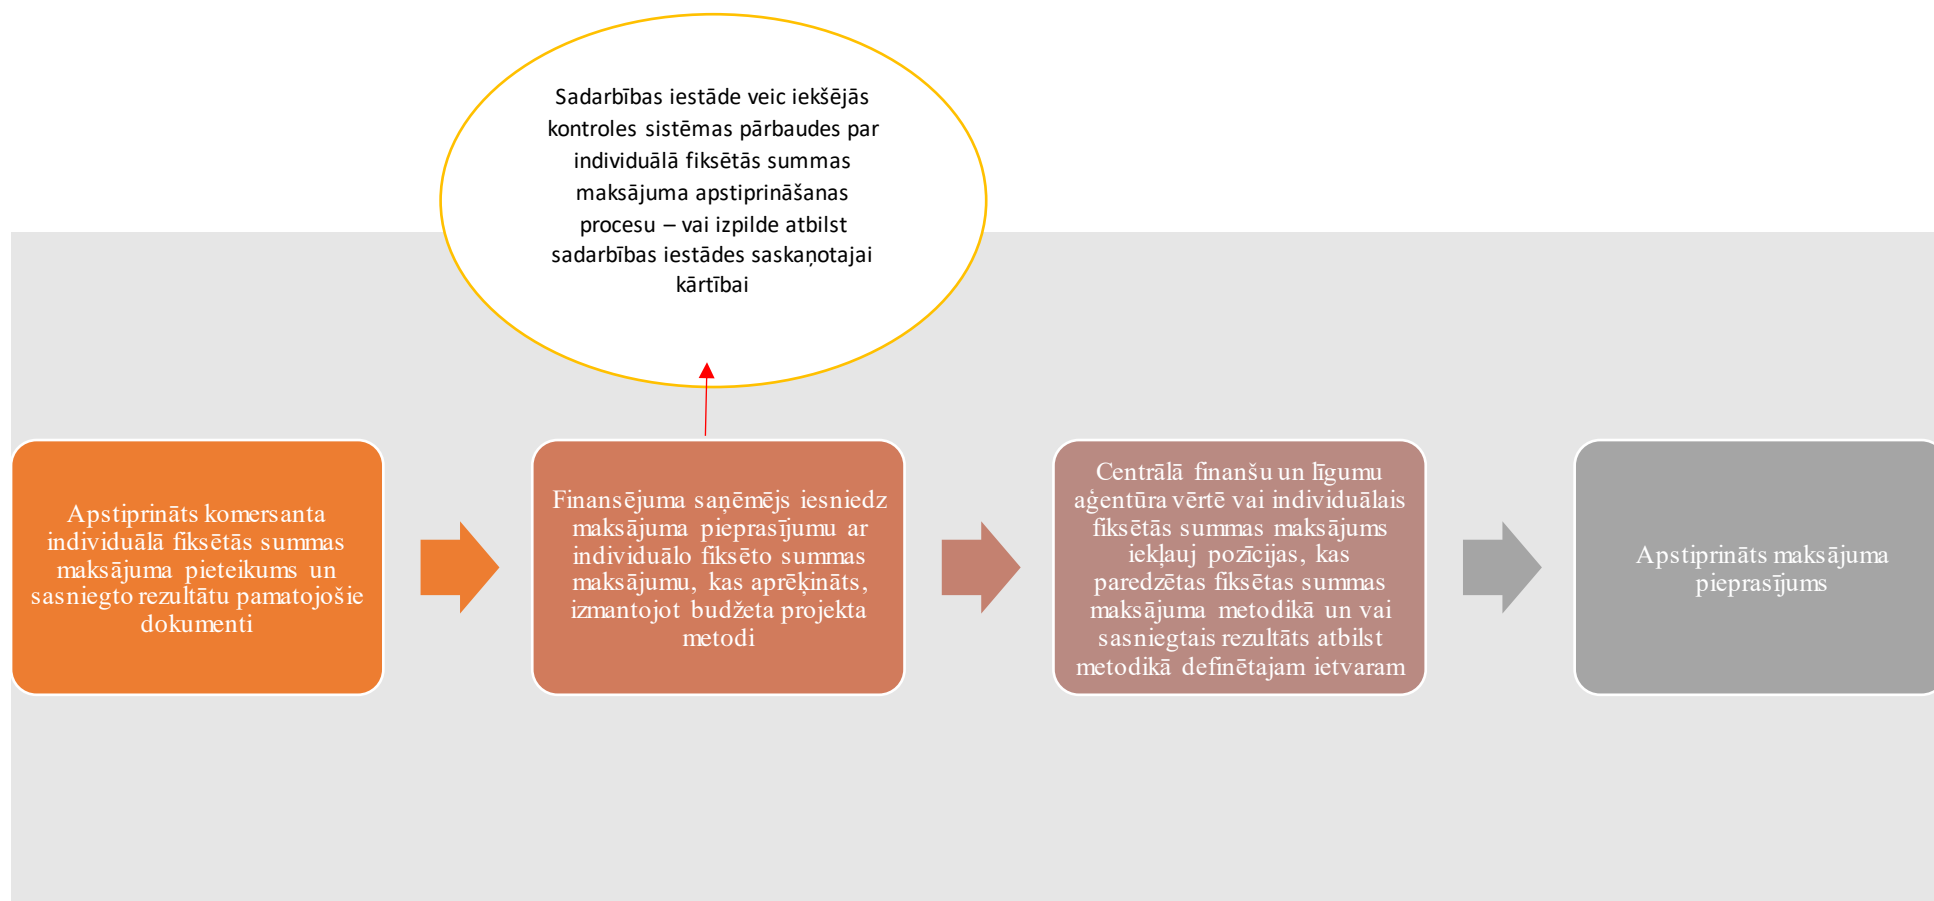 Sadarbības iestāde veic iekšējās
kontroles sistēmas pārbaudes par
individuālā fiksētās summas
maksājuma apstiprināšanas
procesu – vai izpilde atbilst
sadarbības iestādes saskaņotajai
kārtībai
Apstiprināts komersanta
individuālā fiksētās summas
maksājuma pieteikums un
sasniegto rezultātu pamatojošie
dokumenti
Finansējuma saņēmējs iesniedz
maksājuma pieprasījumu ar
individuālo fiksēto summas
maksājumu, kas aprēķināts,
izmantojot budžeta projekta
metodi
Centrālā finanšu un līgumu
aģentūra vērtē vai individuālais
fiksētās summas maksājums
iekļauj pozīcijas, kas
paredzētas fiksētas summas
maksājuma metodikā un vai
sasniegtais rezultāts atbilst
metodikā definētajam ietvaram
Apstiprināts maksājuma
pieprasījums